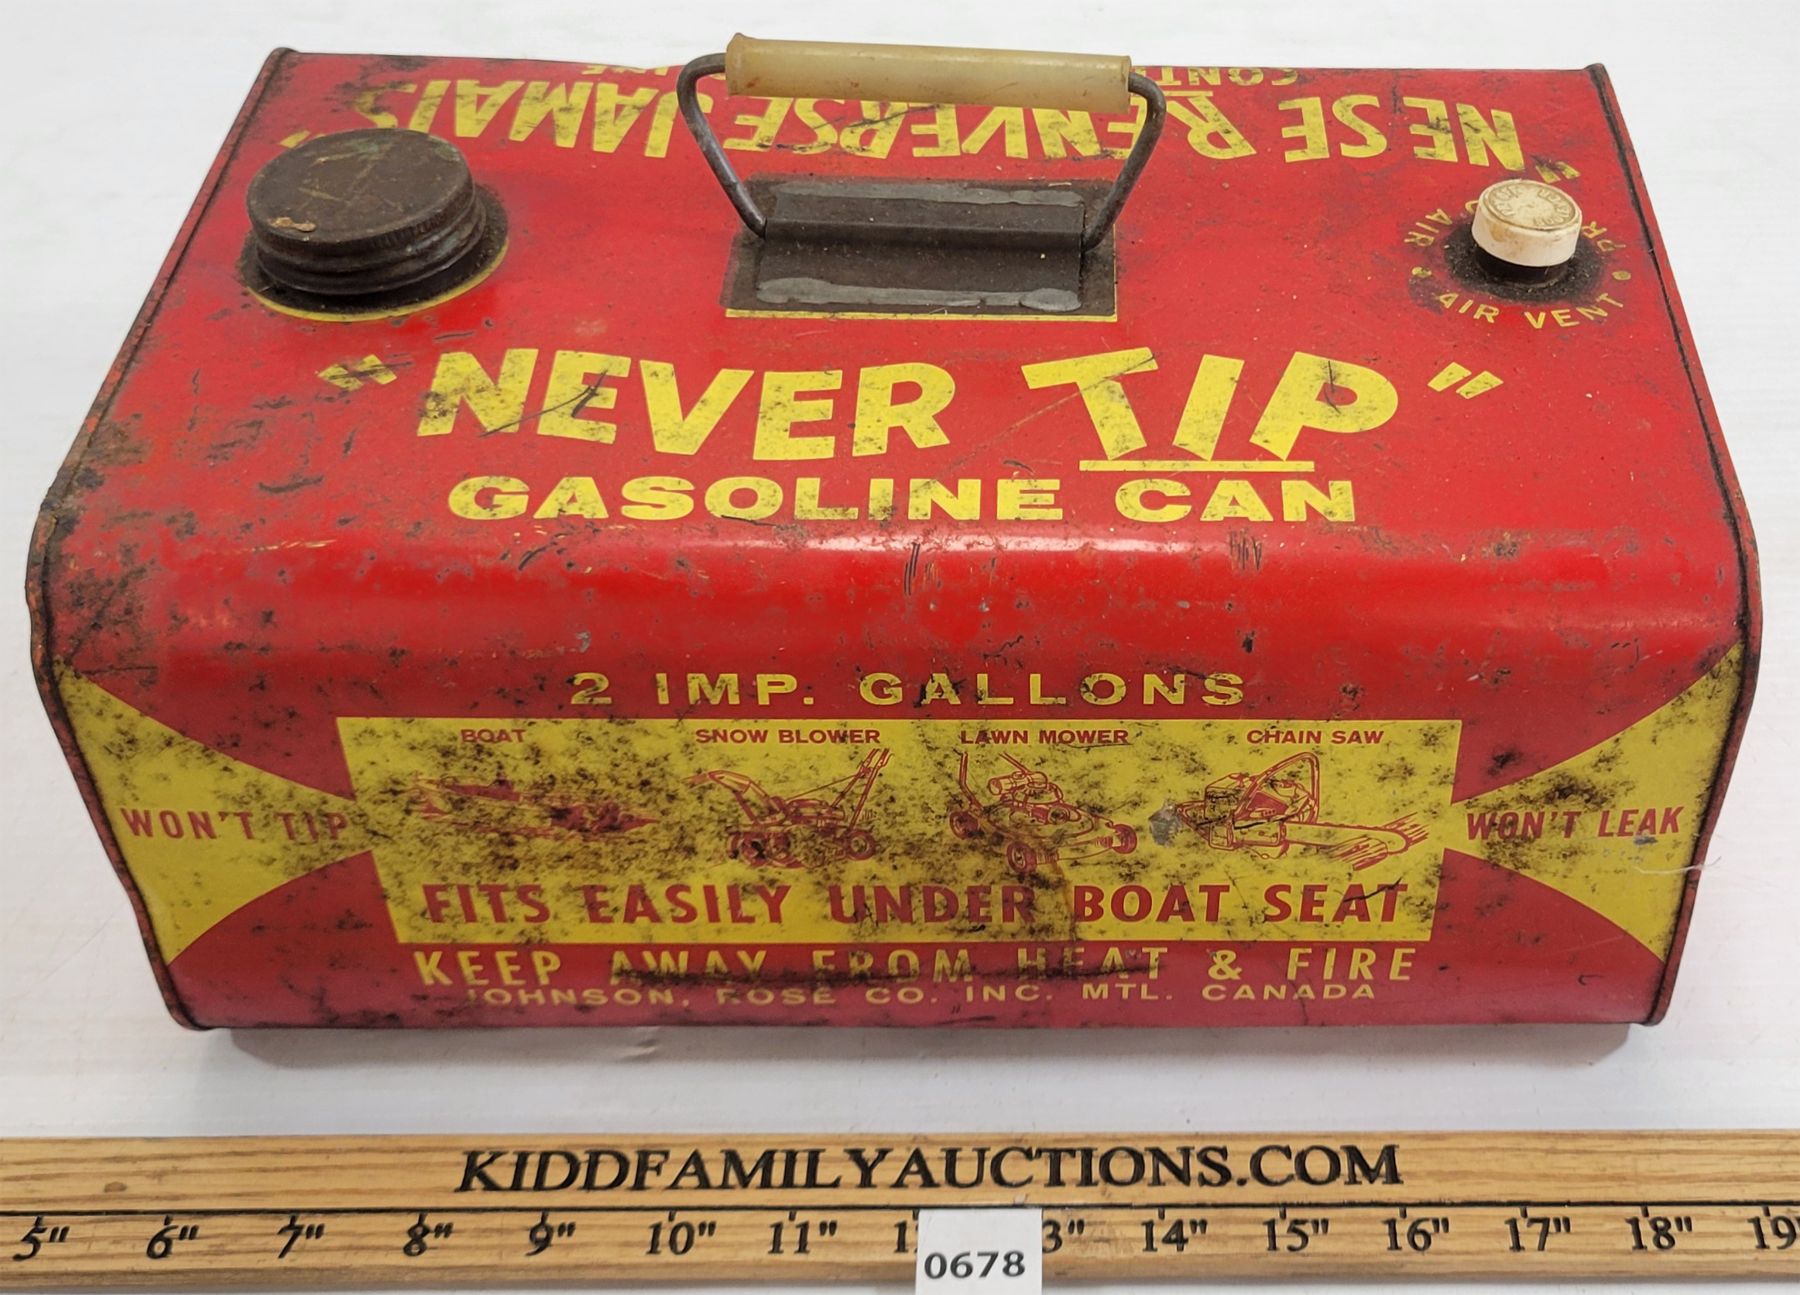 "NE SE RENVERSE JAMAIS"
"NEVER TIP"
GASOLINE CAN
AIR VENT
2 IMP. GALLONS
BOAT SNOW BLOWER LAWN MOWER CHAIN SAW
WON'T TIP
WON'T LEAK
FITS EASILY UNDER BOAT SEAT
KEEP AWAY FROM HEAT & FIRE
JOHNSON, ROSE CO. INC. MTL. CANADA
KIDDFAMILYAUCTIONS.COM
5" 6" 7" 8" 9" 10" 11" 14" 15" 16" 17" 18" 19
0678